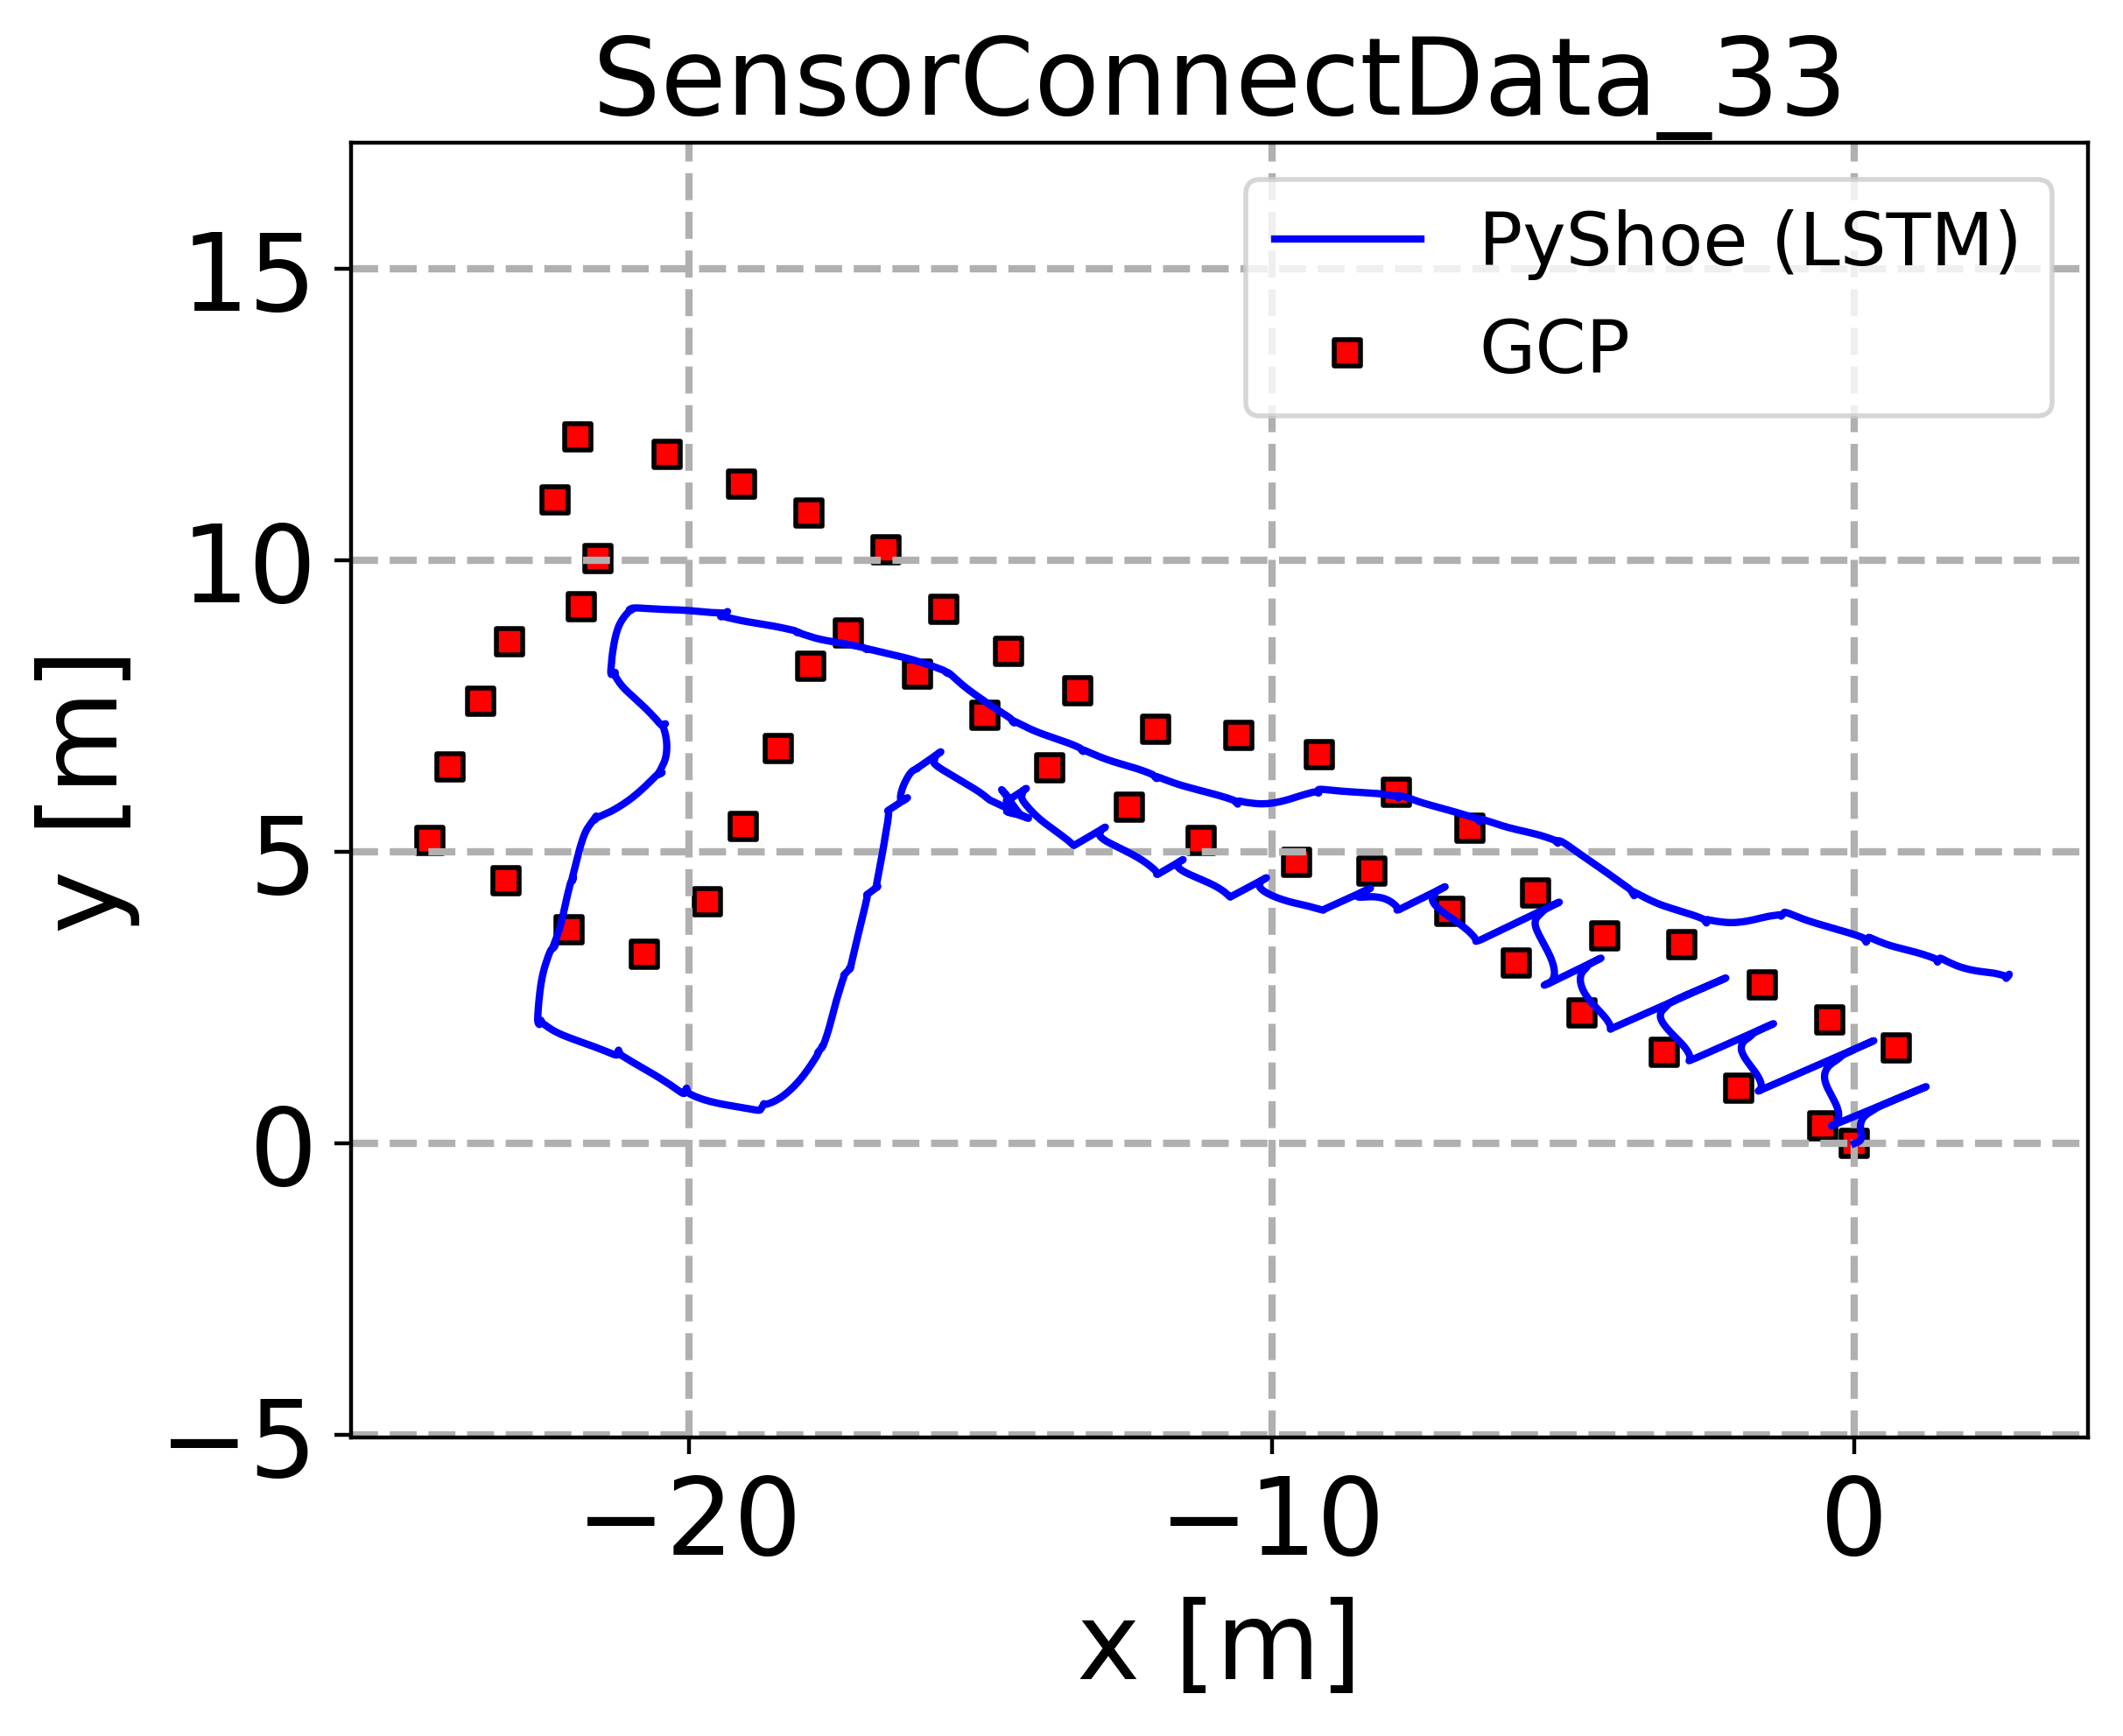 SensorConnectData_33
PyShoe (LSTM)
GCP
15
10
5
0
−5
y [m]
−20
−10
0
x [m]